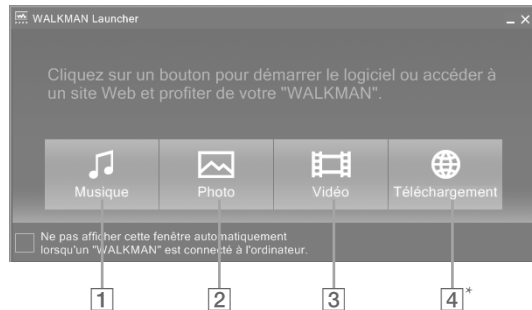 WALKMAN Launcher
Cliquez sur un bouton pour démarrer le logiciel ou accéder à
un site Web et profiter de votre "WALKMAN".
Musique Photo Vidéo Téléchargement
Ne pas afficher cette fenêtre automatiquement
lorsqu'un "WALKMAN" est connecté à l'ordinateur.
1 2 3 4*